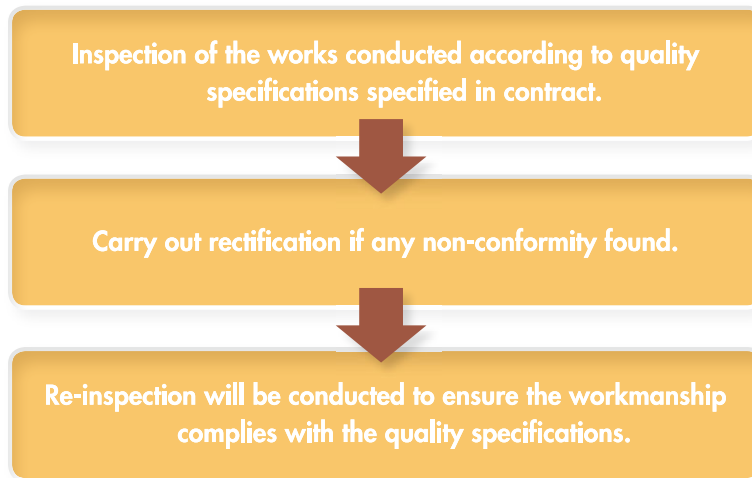 Inspection of the works conducted according to quality
specifications specified in contract.
Carry out rectification if any non-conformity found.
Re-inspection will be conducted to ensure the workmanship
complies with the quality specifications.